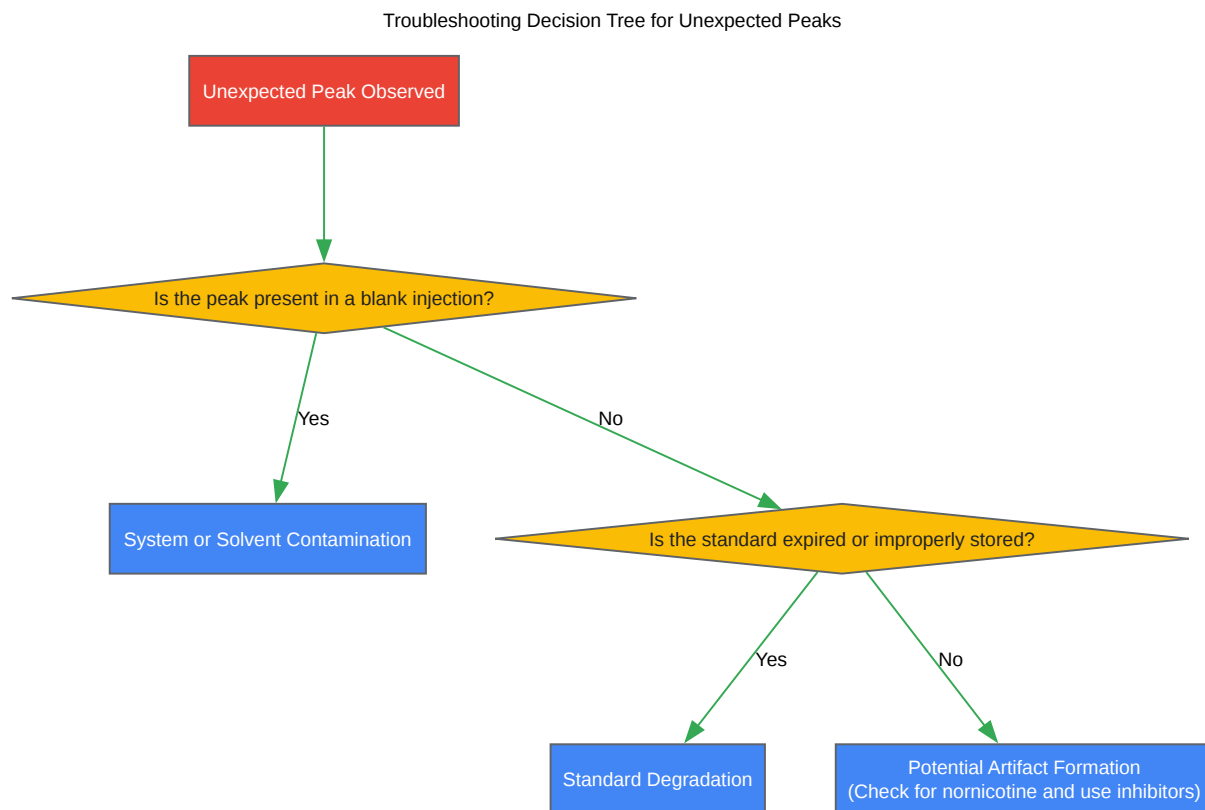 Troubleshooting Decision Tree for Unexpected Peaks
Unexpected Peak Observed
Is the peak present in a blank injection?
Yes
No
System or Solvent Contamination
Is the standard expired or improperly stored?
Yes
No
Standard Degradation
Potential Artifact Formation
(Check for nornicotine and use inhibitors)